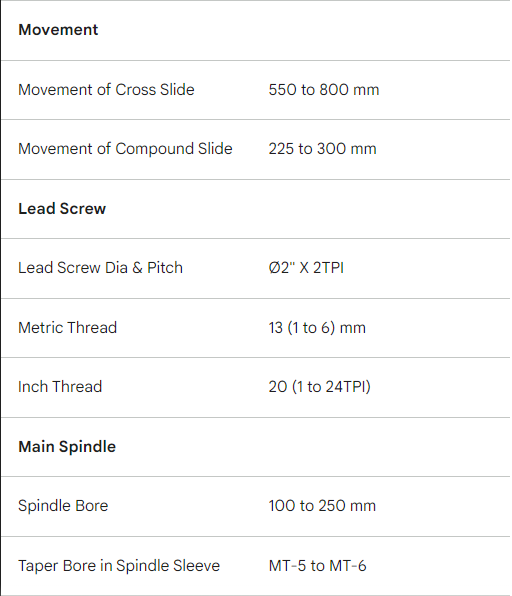 Movement
Movement of Cross Slide 550 to 800 mm
Movement of Compound Slide 225 to 300 mm
Lead Screw
Lead Screw Dia & Pitch Ø2" X 2TPI
Metric Thread 13 (1 to 6) mm
Inch Thread 20 (1 to 24TPI)
Main Spindle
Spindle Bore 100 to 250 mm
Taper Bore in Spindle Sleeve MT-5 to MT-6